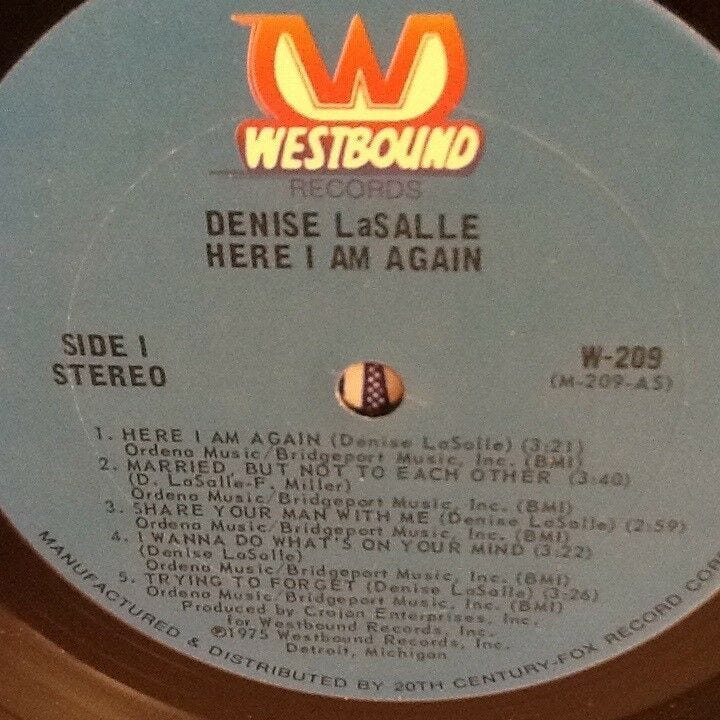 W
WESTBOUND
RECORDS
DENISE LaSALLE
HERE I AM AGAIN
SIDE I
STEREO
W-209
(M-209-AS)
1. HERE I AM AGAIN (Denise LaSalle) (3:21)
Ordena Music/Bridgeport Music, Inc. (BMI)
2. MARRIED, BUT NOT TO EACH OTHER (3:40)
(D. LaSalle-F. Miller)
Ordena Music/Bridgeport Music, Inc. (BMI)
3. SHARE YOUR MAN WITH ME (Denise LaSalle) (2:59)
Ordena Music/Bridgeport Music, Inc. (BMI)
4. I WANNA DO WHAT'S ON YOUR MIND (3:22)
(Denise LaSalle)
Ordena Music/Bridgeport Music, Inc. (BMI)
5. TRYING TO FORGET (Denise LaSalle) (3:26)
Ordena Music/Bridgeport Music, Inc. (BMI)
Produced by Crajon Enterprises, Inc.
for Westbound Records, Inc.
℗1975 Westbound Records, Inc.
Detroit, Michigan
MANUFACTURED & DISTRIBUTED BY 20TH CENTURY-FOX RECORD COR